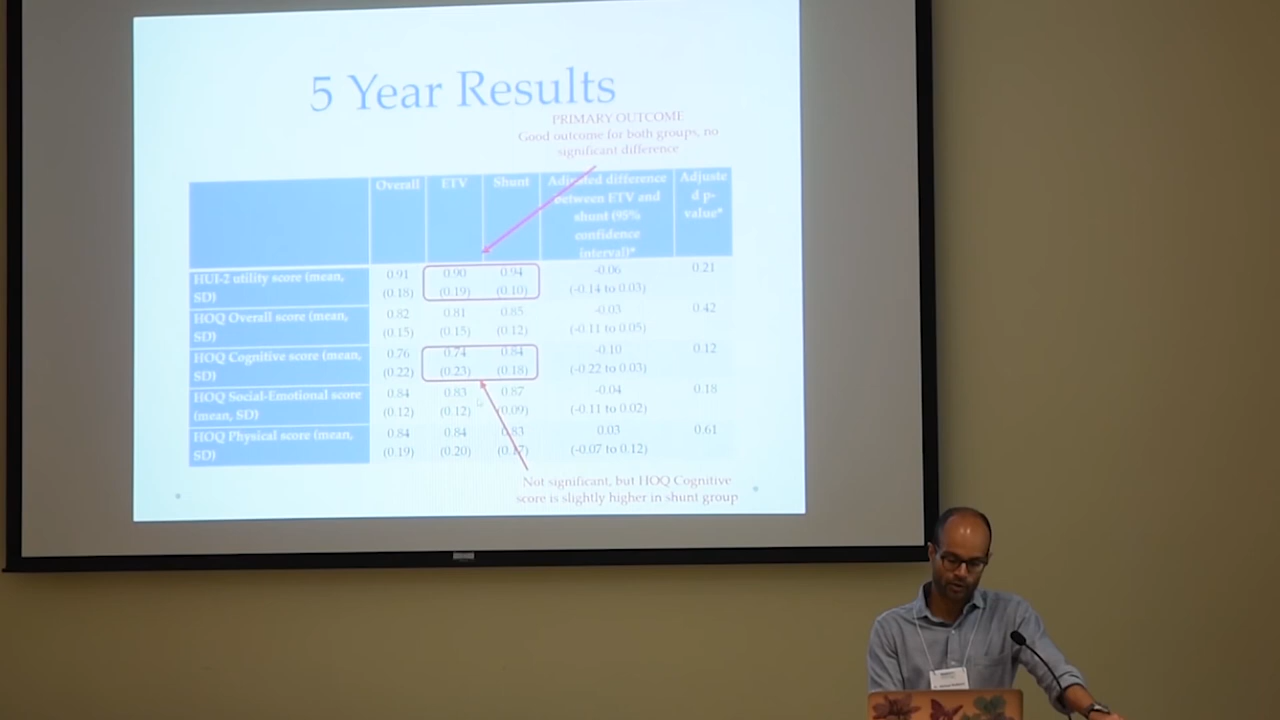 5 Year Results
PRIMARY OUTCOME
Good outcome for both groups, no
significant difference
Overall ETV Shunt Adjusted difference between ETV and shunt (95% confidence interval)* Adjuste d p-value*
HUI-2 utility score (mean, SD) 0.91 (0.18) 0.90 (0.19) 0.94 (0.10) -0.06 (-0.14 to 0.03) 0.21
HOQ Overall score (mean, SD) 0.82 (0.15) 0.81 (0.15) 0.85 (0.12) -0.03 (-0.11 to 0.05) 0.42
HOQ Cognitive score (mean, SD) 0.76 (0.22) 0.74 (0.23) 0.84 (0.18) -0.10 (-0.22 to 0.03) 0.12
HOQ Social-Emotional score (mean, SD) 0.84 (0.12) 0.83 (0.12) 0.87 (0.09) -0.04 (-0.11 to 0.02) 0.18
HOQ Physical score (mean, SD) 0.84 (0.19) 0.84 (0.20) 0.83 (0.17) 0.03 (-0.07 to 0.12) 0.61
Not significant, but HOQ Cognitive
score is slightly higher in shunt group